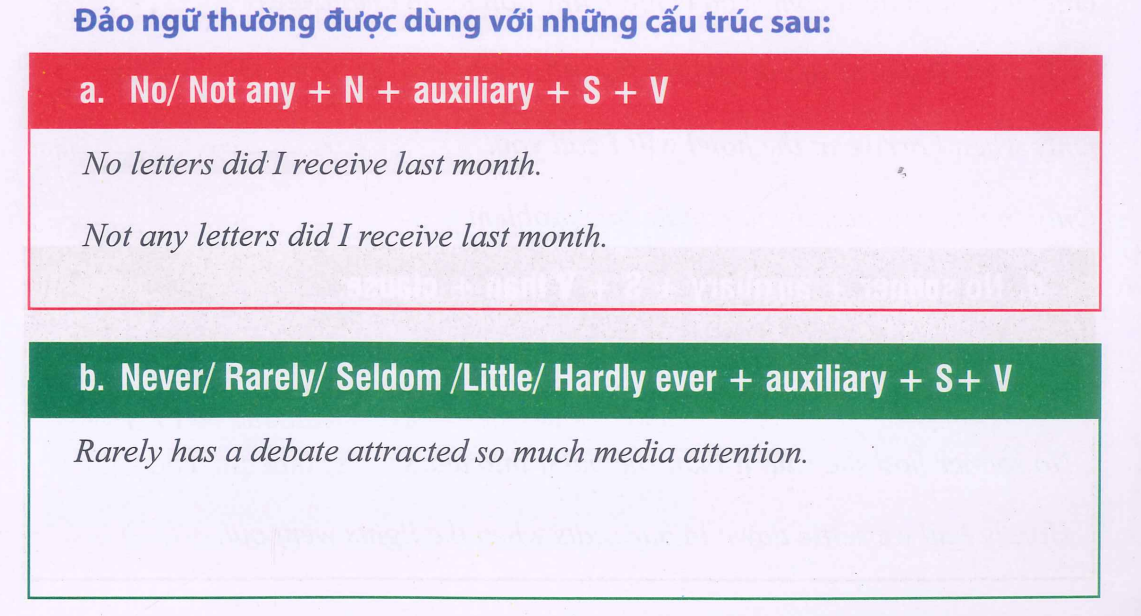 Đảo ngữ thường được dùng với những cấu trúc sau:
a. No/ Not any + N + auxiliary + S + V
No letters did I receive last month.
Not any letters did I receive last month.
b. Never/ Rarely/ Seldom /Little/ Hardly ever + auxiliary + S+ V
Rarely has a debate attracted so much media attention.